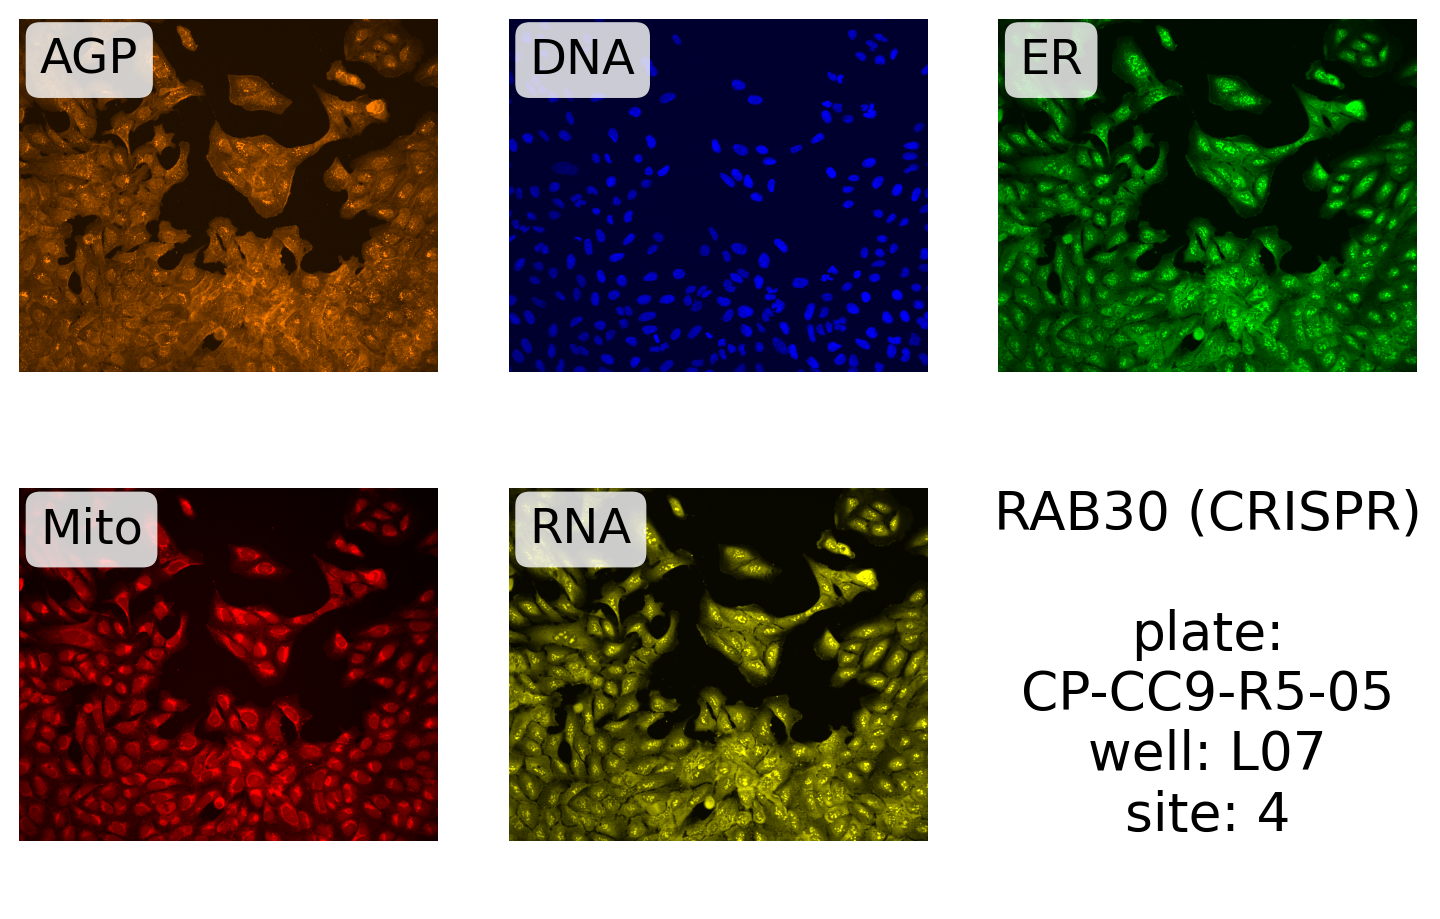 AGP
DNA
ER
Mito
RNA
RAB30 (CRISPR)
plate:
CP-CC9-R5-05
well: L07
site: 4